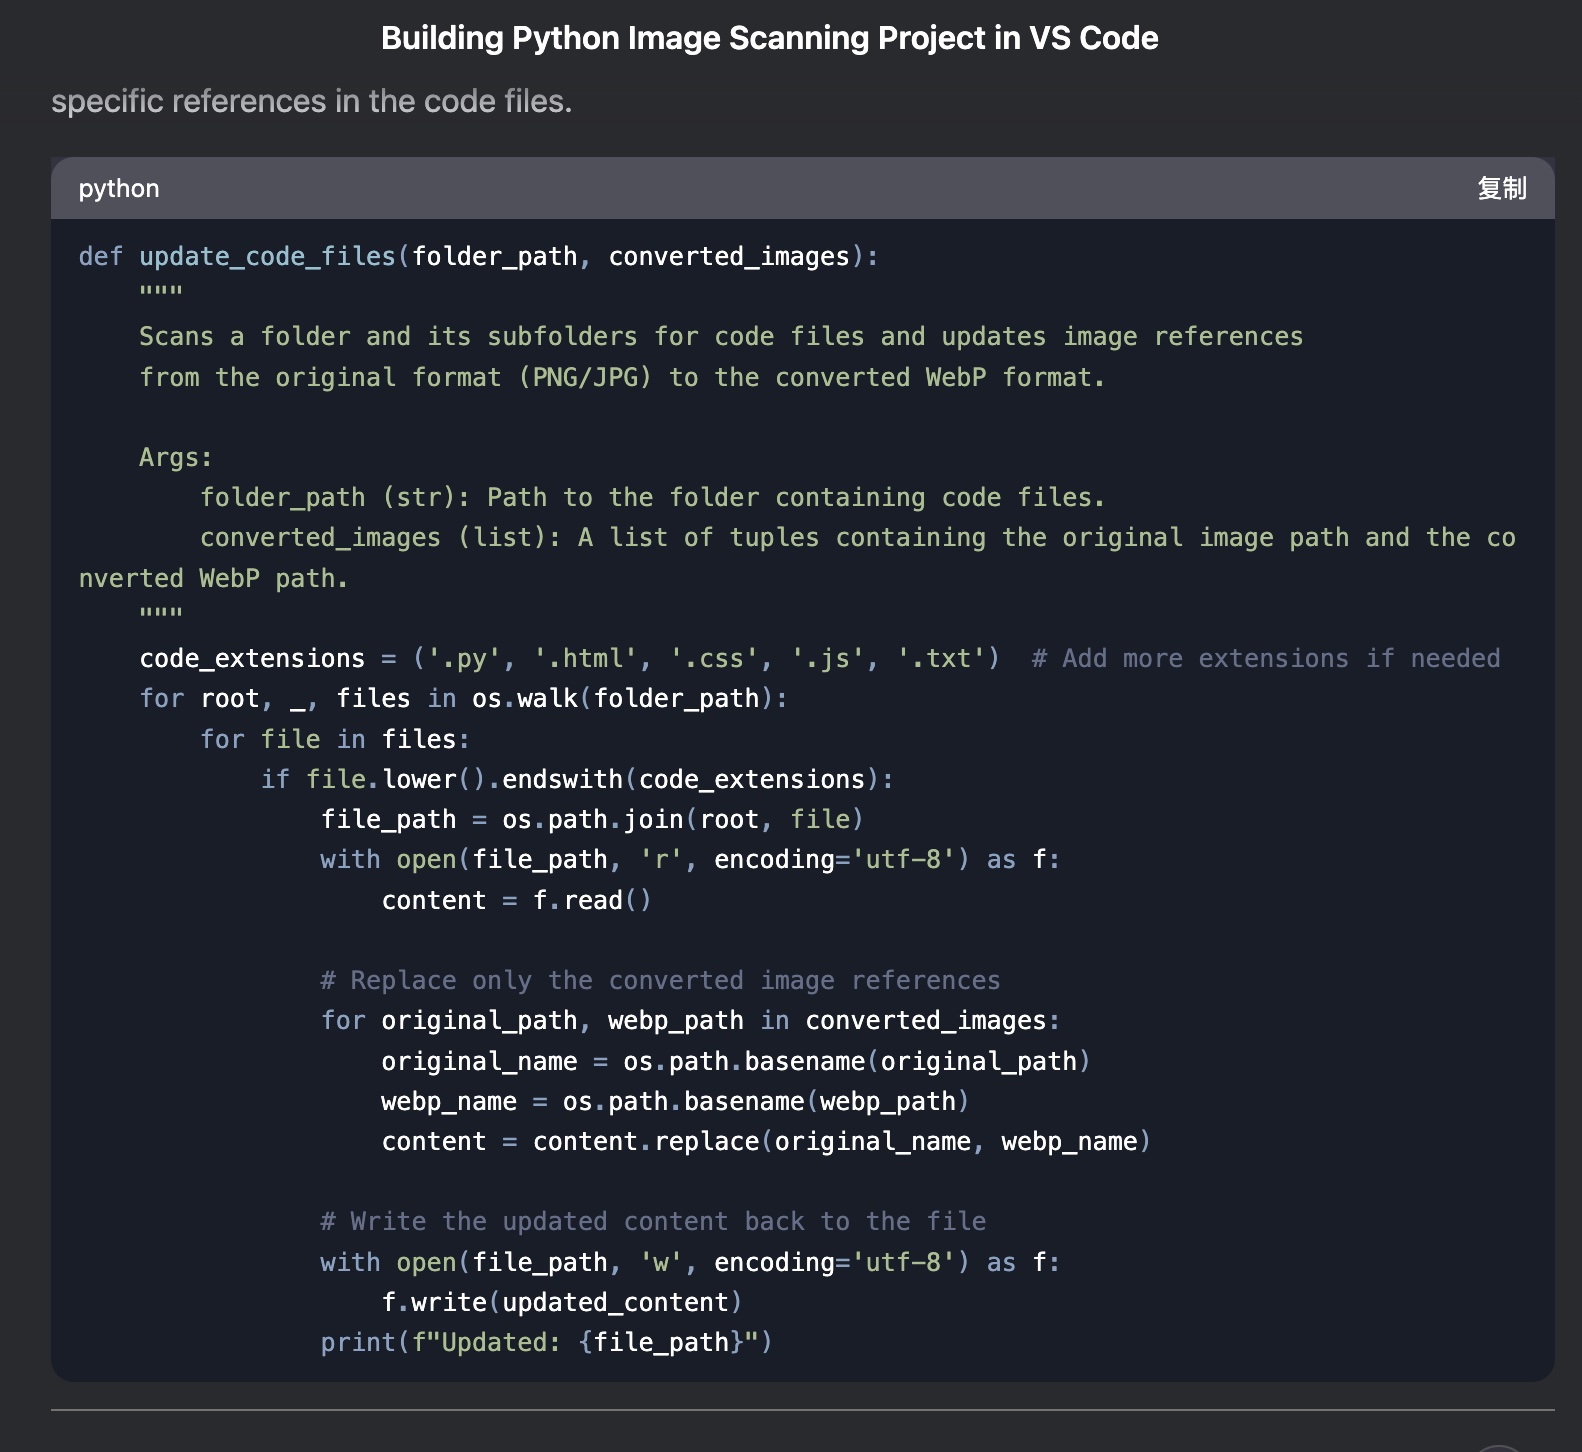 Building Python Image Scanning Project in VS Code
specific references in the code files.
python
复制
def update_code_files(folder_path, converted_images):
    """
    Scans a folder and its subfolders for code files and updates image references
    from the original format (PNG/JPG) to the converted WebP format.

    Args:
        folder_path (str): Path to the folder containing code files.
        converted_images (list): A list of tuples containing the original image path and the co
nverted WebP path.
    """
    code_extensions = ('.py', '.html', '.css', '.js', '.txt')  # Add more extensions if needed
    for root, _, files in os.walk(folder_path):
        for file in files:
            if file.lower().endswith(code_extensions):
                file_path = os.path.join(root, file)
                with open(file_path, 'r', encoding='utf-8') as f:
                    content = f.read()

                # Replace only the converted image references
                for original_path, webp_path in converted_images:
                    original_name = os.path.basename(original_path)
                    webp_name = os.path.basename(webp_path)
                    content = content.replace(original_name, webp_name)

                # Write the updated content back to the file
                with open(file_path, 'w', encoding='utf-8') as f:
                    f.write(updated_content)
                print(f"Updated: {file_path}")